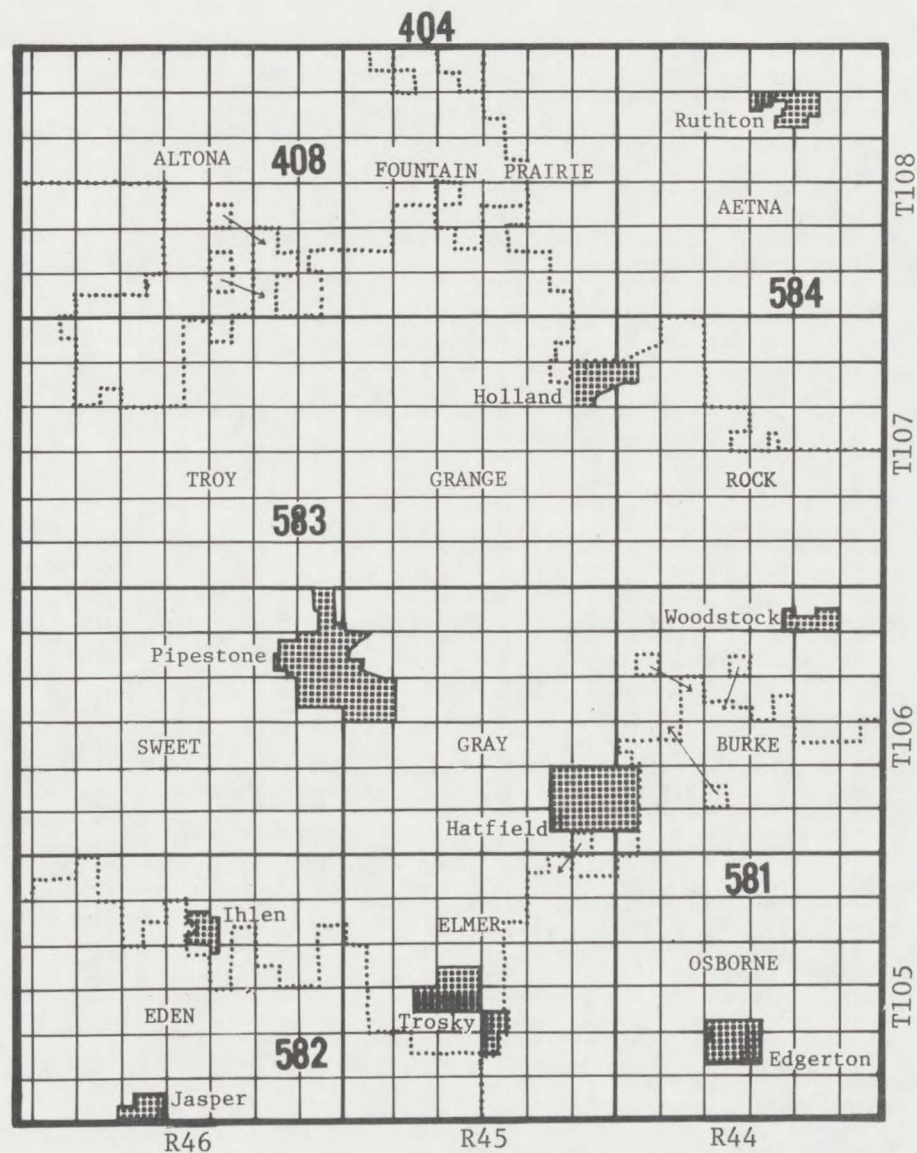 404
Ruthton
ALTONA
408
FOUNTAIN PRAIRIE
T108
AETNA
584
Holland
T107
TROY
GRANGE
ROCK
583
Woodstock
Pipestone
SWEET
GRAY
BURKE
T106
Hatfield
581
Ihlen
ELMER
OSBORNE
T105
EDEN
Trosky
582
Edgerton
Jasper
R46
R45
R44